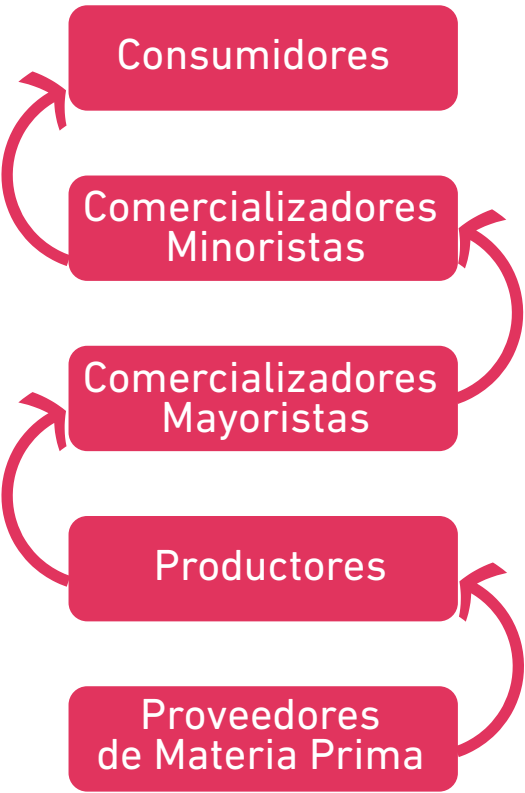 Consumidores
Comercializadores
Minoristas
Comercializadores
Mayoristas
Productores
Proveedores
de Materia Prima